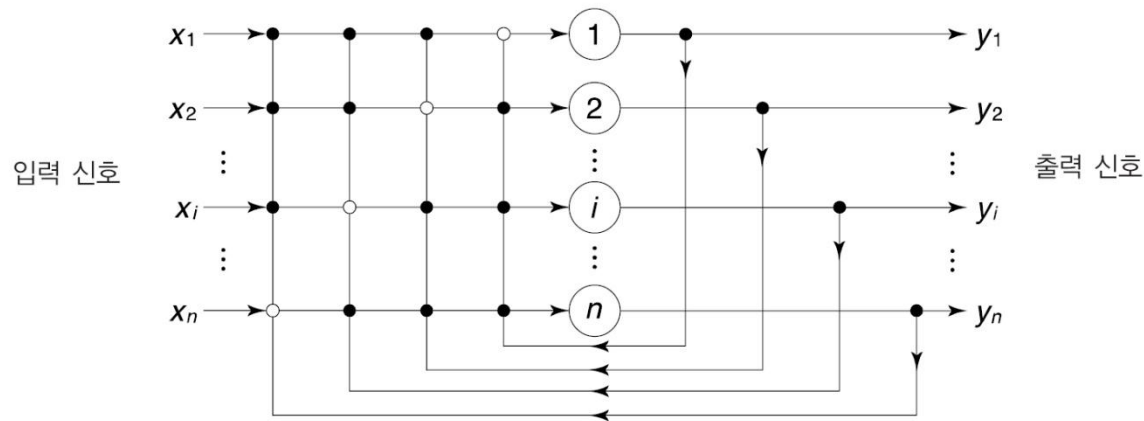 x1 1 y1
x2 2 y2
⋮ ⋮ ⋮
입력 신호 출력 신호
xi i yi
⋮ ⋮ ⋮
xn n yn